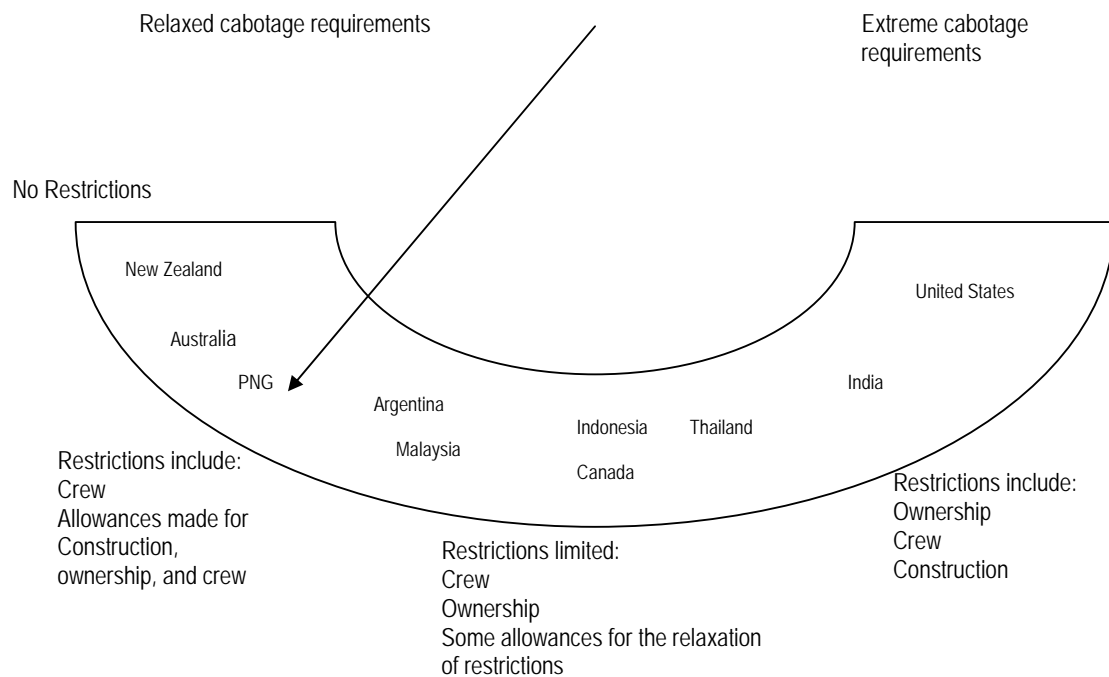 Relaxed cabotage requirements
Extreme cabotage
requirements
No Restrictions
New Zealand
United States
Australia
PNG
India
Argentina
Indonesia
Thailand
Malaysia
Canada
Restrictions include:
Crew
Allowances made for
Construction,
ownership, and crew
Restrictions limited:
Crew
Ownership
Some allowances for the relaxation
of restrictions
Restrictions include:
Ownership
Crew
Construction